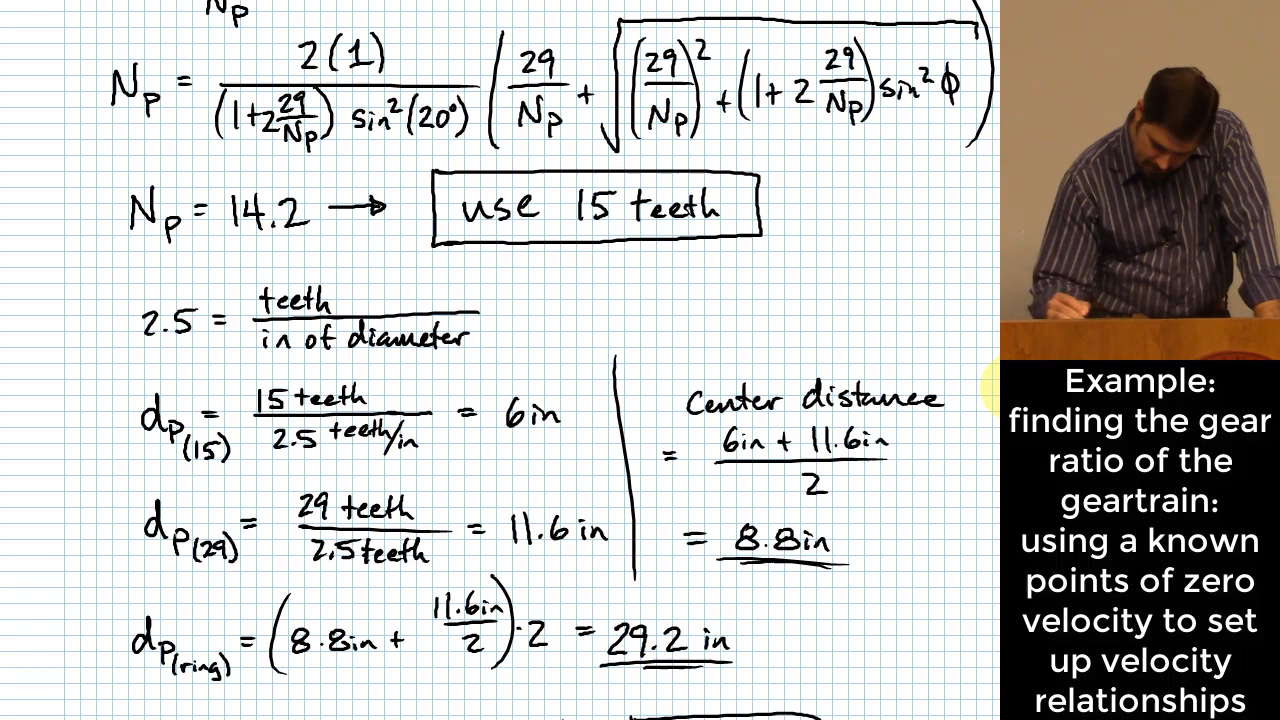 Np
Np = 2(1) / (1+2 29/Np) sin²(20°) ( 29/Np + √( (29/Np)² + (1+2 29/Np) sin² ϕ ) )
Np = 14.2 → use 15 teeth
2.5 = teeth / in of diameter
dp(15) = 15 teeth / 2.5 teeth/in = 6in
dp(29) = 29 teeth / 2.5 teeth = 11.6 in
dp(ring) = (8.8in + 11.6in / 2) · 2 = 29.2 in
Center distance
= 6in + 11.6in / 2
= 8.8in
Example:
finding the gear
ratio of the
geartrain:
using a known
points of zero
velocity to set
up velocity
relationships